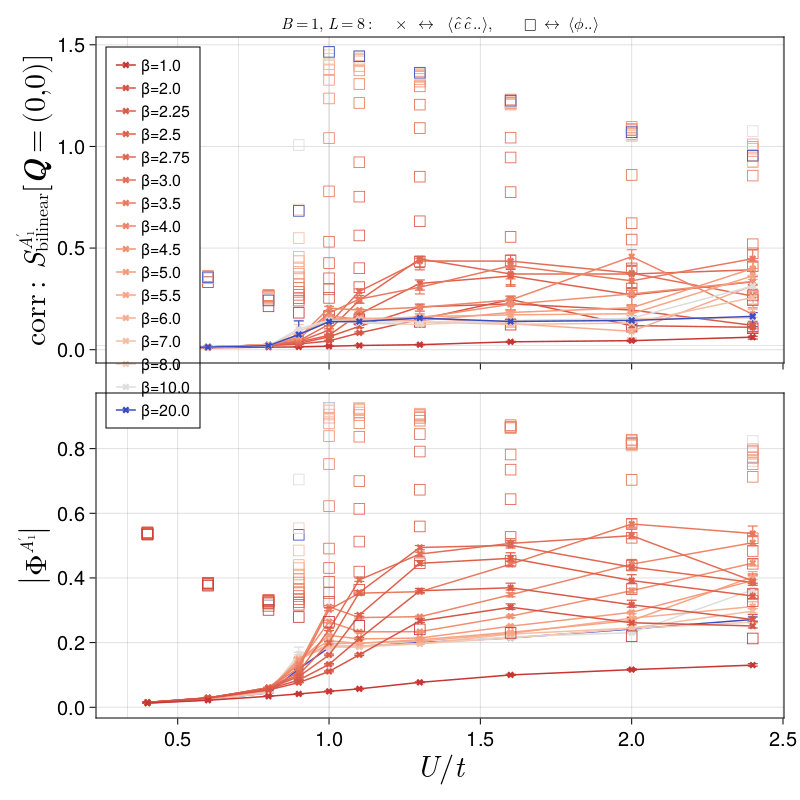 B = 1, L = 8 :   × ↔ ⟨ĉ ĉ ..⟩,   □ ↔ ⟨ϕ..⟩
corr : S^{A′₁}_{bilinear}[Q = (0,0)]
1.5
1.0
0.5
0.0
β=1.0
β=2.0
β=2.25
β=2.5
β=2.75
β=3.0
β=3.5
β=4.0
β=4.5
β=5.0
β=5.5
β=6.0
β=7.0
β=8.0
β=10.0
β=20.0
|Φ^{A′₁}|
0.8
0.6
0.4
0.2
0.0
0.5 1.0 1.5 2.0 2.5
U/t